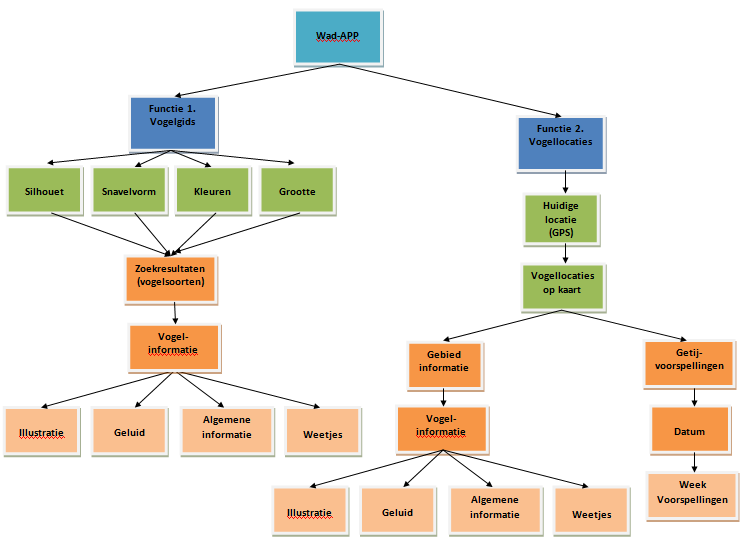 Wad-APP
Functie 1.
Vogelgids
Functie 2.
Vogellocaties
Silhouet
Snavelvorm
Kleuren
Grootte
Huidige
locatie
(GPS)
Zoekresultaten
(vogelsoorten)
Vogellocaties
op kaart
Vogel-
informatie
Gebied
informatie
Getij-
voorspellingen
Illustratie
Geluid
Algemene
informatie
Weetjes
Vogel-
informatie
Datum
Illustratie
Geluid
Algemene
informatie
Weetjes
Week
Voorspellingen